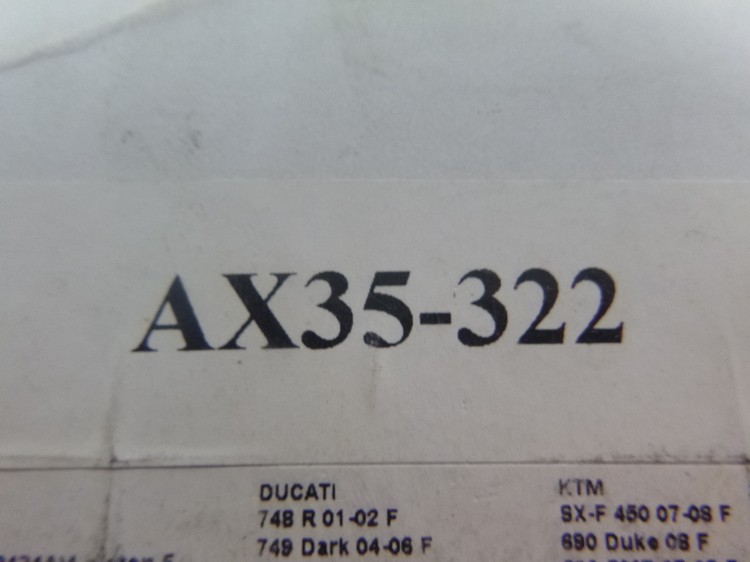 AX35-322
DUCATI
748 R 01-02 F
749 Dark 04-06 F
KTM
SX-F 450 07-08 F
690 Duke 08 F